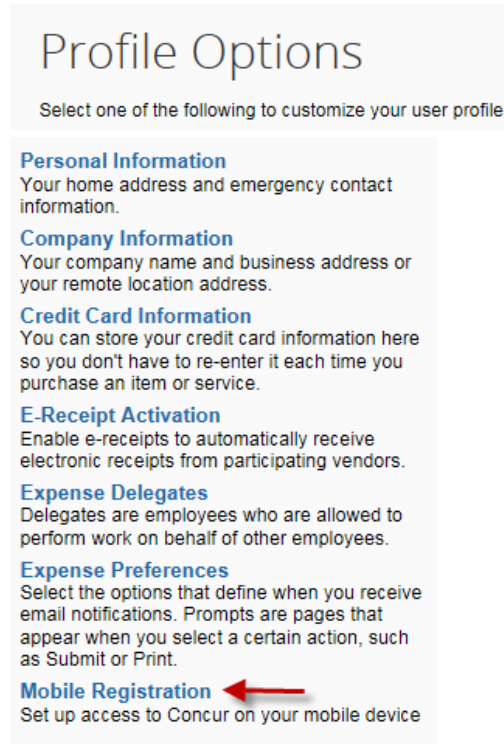 Profile Options
Select one of the following to customize your user profile
Personal Information
Your home address and emergency contact
information.
Company Information
Your company name and business address or
your remote location address.
Credit Card Information
You can store your credit card information here
so you don't have to re-enter it each time you
purchase an item or service.
E-Receipt Activation
Enable e-receipts to automatically receive
electronic receipts from participating vendors.
Expense Delegates
Delegates are employees who are allowed to
perform work on behalf of other employees.
Expense Preferences
Select the options that define when you receive
email notifications. Prompts are pages that
appear when you select a certain action, such
as Submit or Print.
Mobile Registration
Set up access to Concur on your mobile device